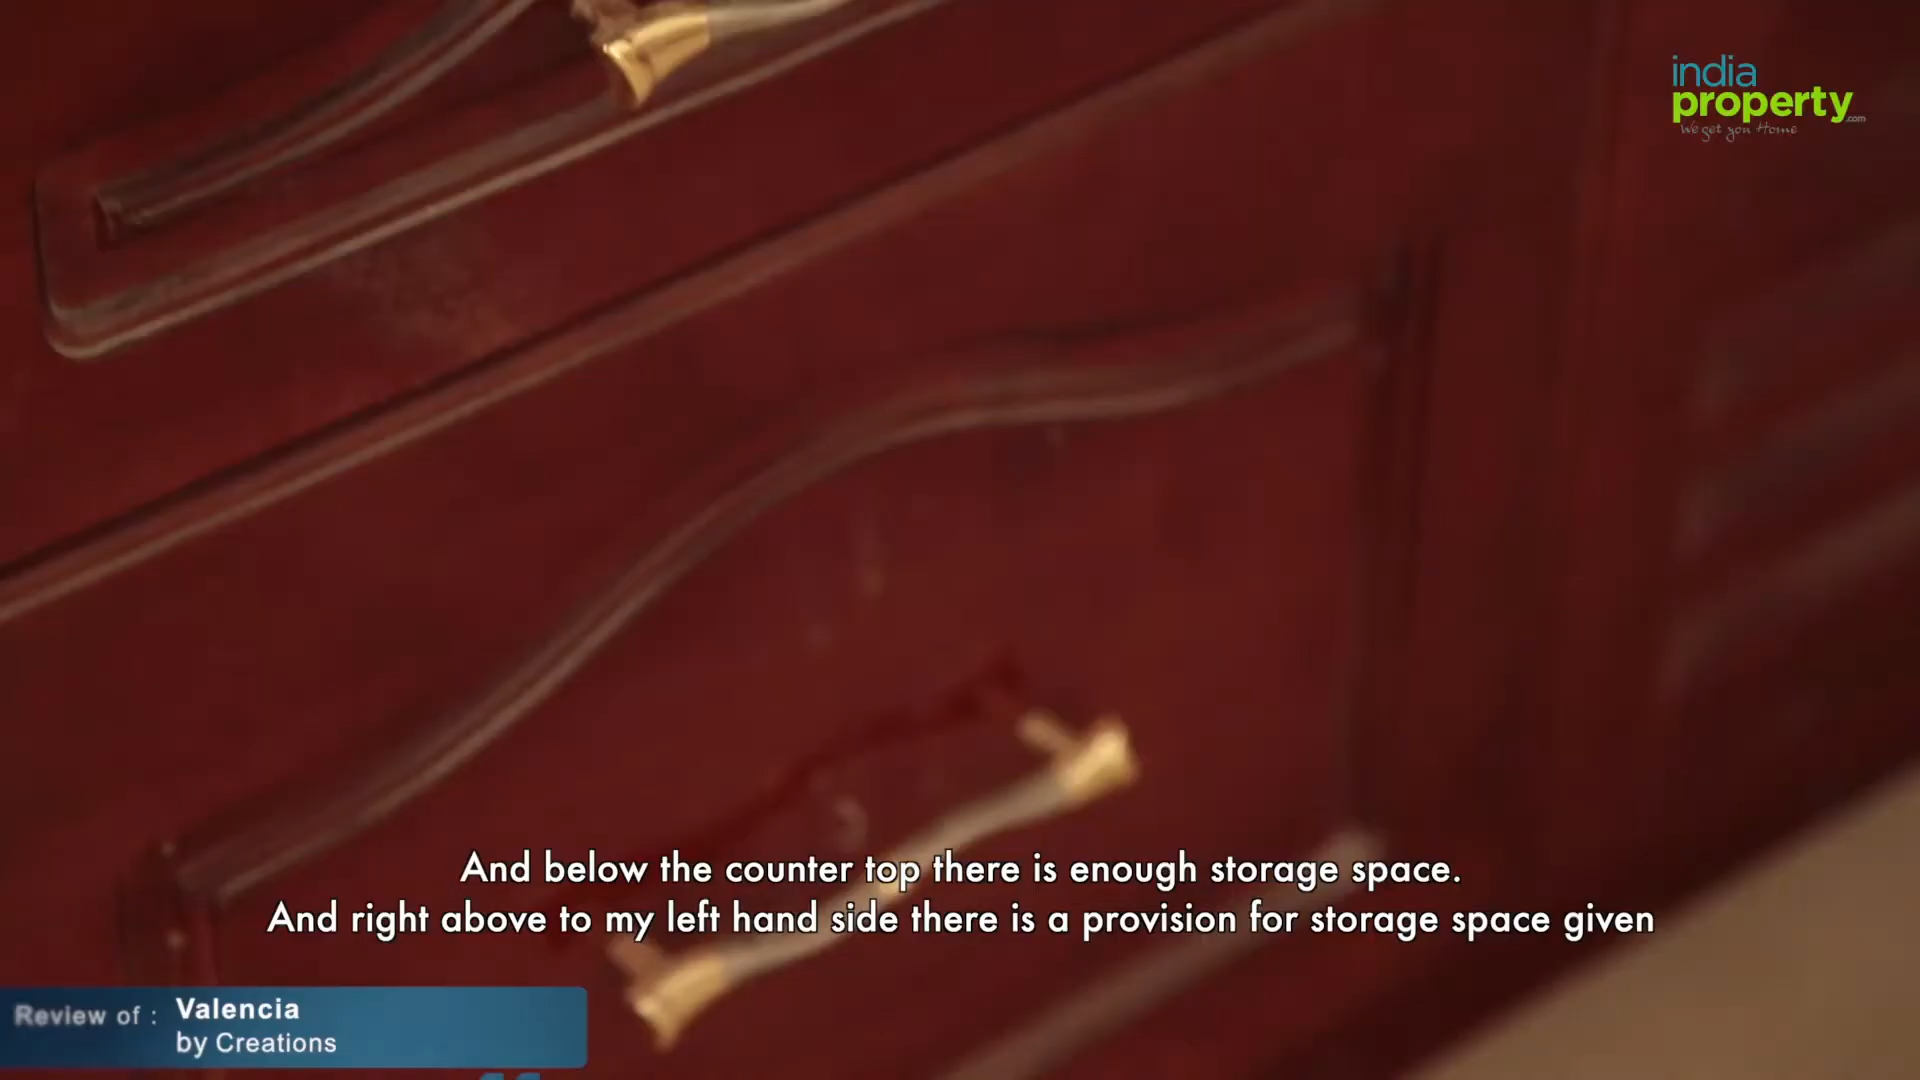 india
property.com
We get you Home
And below the counter top there is enough storage space.
And right above to my left hand side there is a provision for storage space given
Review of :
Valencia
by Creations